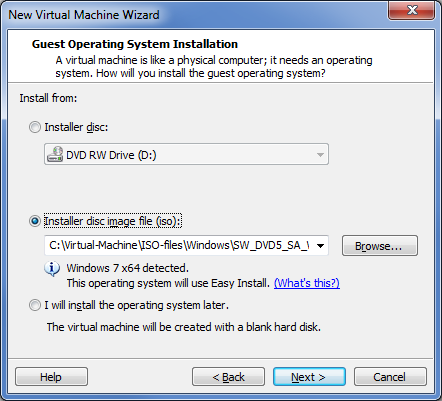 New Virtual Machine Wizard
Guest Operating System Installation
A virtual machine is like a physical computer; it needs an operating
system. How will you install the guest operating system?
Install from:
Installer disc:
DVD RW Drive (D:)
Installer disc image file (iso):
C:\Virtual-Machine\ISO-files\Windows\SW_DVD5_SA_
Browse...
Windows 7 x64 detected.
This operating system will use Easy Install. (What's this?)
I will install the operating system later.
The virtual machine will be created with a blank hard disk.
Help
< Back
Next >
Cancel